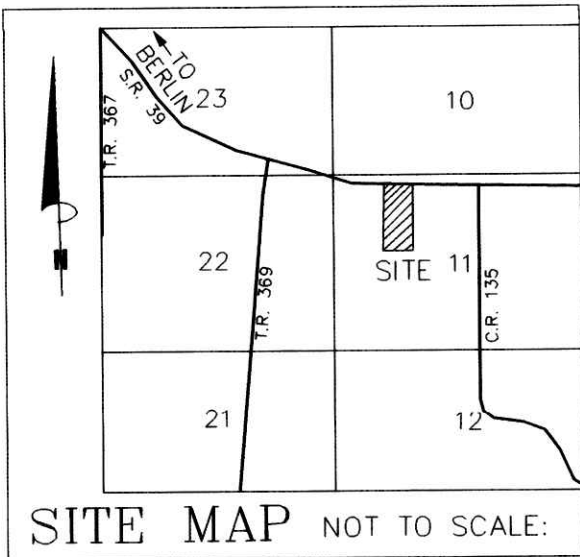 TO
BERLIN
S.R. 39
23
10
T.R. 367
22
SITE
11
T.R. 369
C.R. 135
N
21
12
SITE MAP NOT TO SCALE: